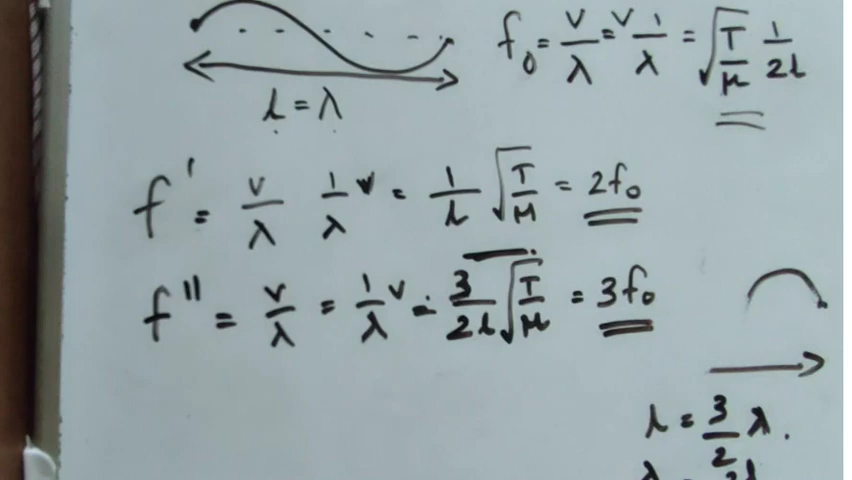 f₀ = v/λ = v 1/λ = √(T/μ) 1/2l
l = λ
f' = v/λ 1/λ v = 1/l √(T/μ) = 2f₀
f'' = v/λ = 1/λ v = 3/2l √(T/μ) = 3f₀
l = 3/2 λ.